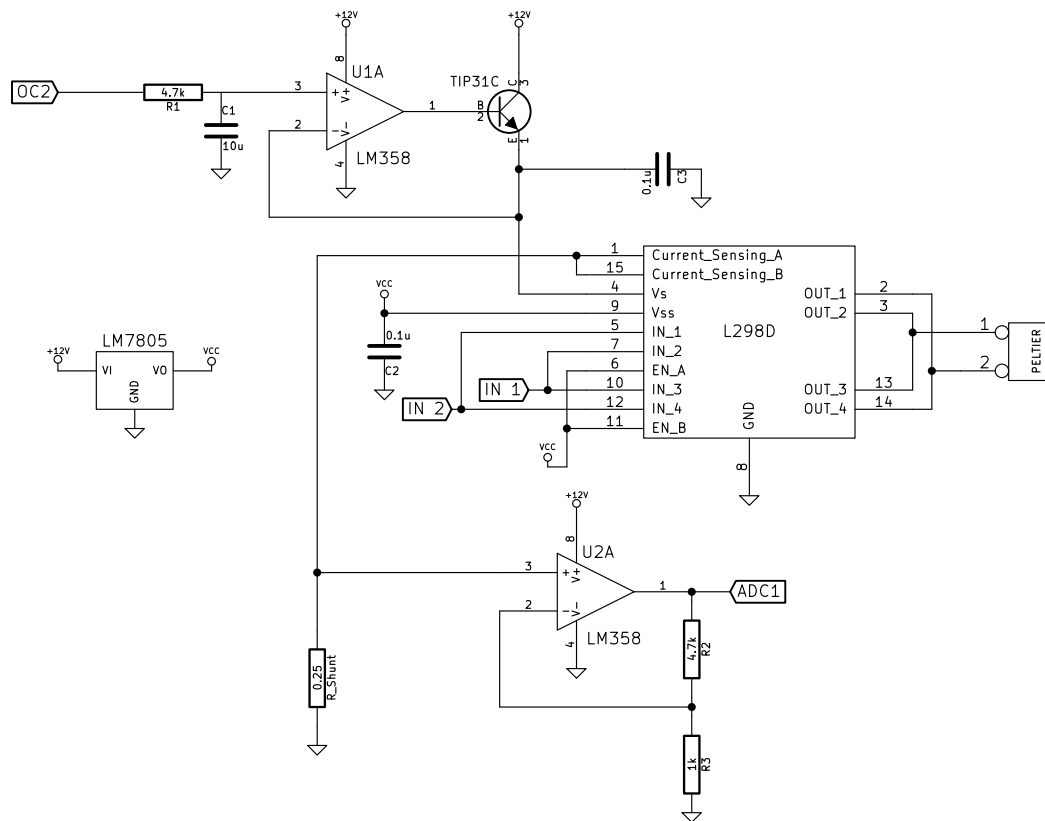 +12V
+12V
8
U1A
TIP31C
OC2
4.7k
R1
C1
10u
3
+
V+
2
−
V-
1
4
LM358
B
2
C
3
E
1
0.1u
C3
1
Current_Sensing_A
15
Current_Sensing_B
4
Vs
OUT_1
2
VCC
9
Vss
OUT_2
3
0.1u
C2
5
IN_1
L298D
7
IN_2
6
EN_A
IN 1
10
IN_3
OUT_3
13
IN 2
12
IN_4
OUT_4
14
11
EN_B
VCC
GND
8
1
2
PELTIER
LM7805
+12V
VI
VO
VCC
GND
+12V
8
U2A
3
+
V+
2
−
V-
1
4
LM358
ADC1
4.7k
R2
0.25
R_Shunt
1k
R3